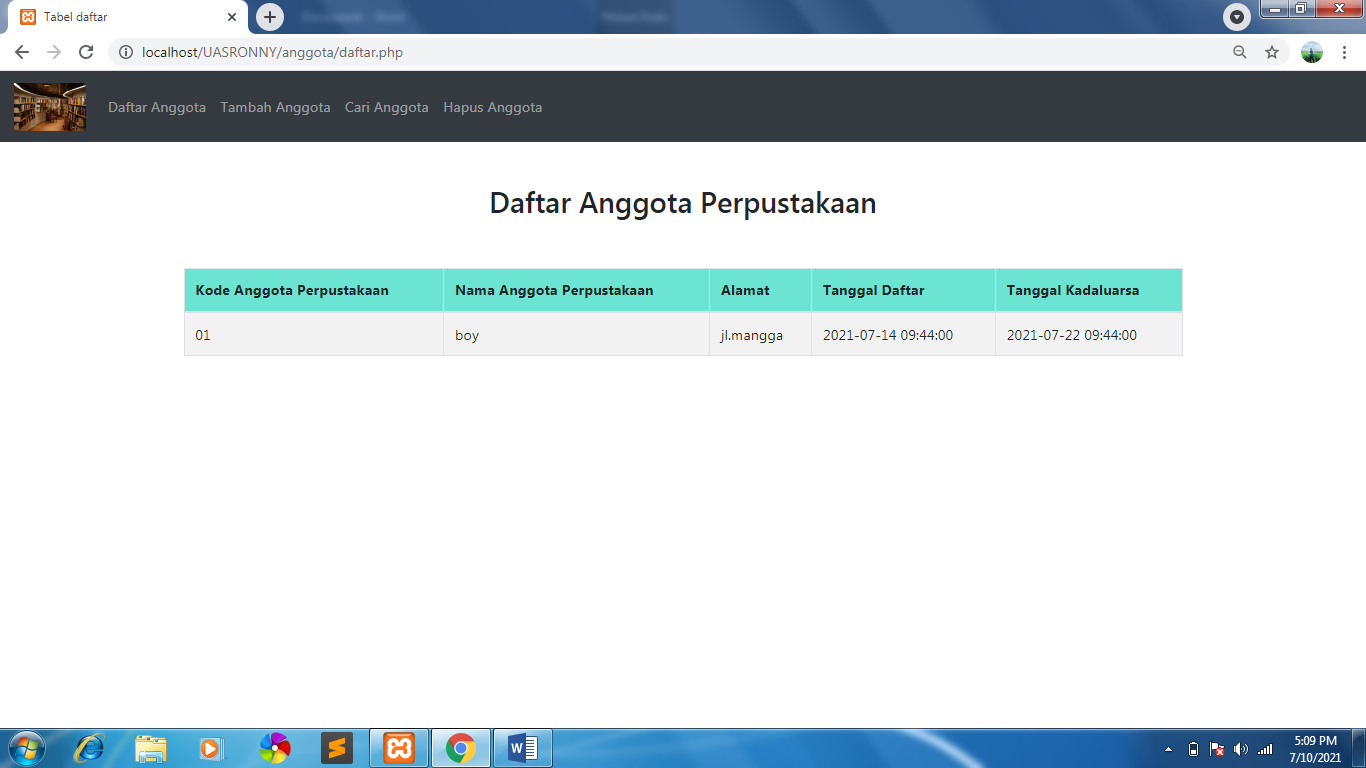 Tabel daftar
localhost/UASRONNY/anggota/daftar.php
Daftar Anggota Tambah Anggota Cari Anggota Hapus Anggota
Daftar Anggota Perpustakaan
Kode Anggota Perpustakaan Nama Anggota Perpustakaan Alamat Tanggal Daftar Tanggal Kadaluarsa
01 boy jl.mangga 2021-07-14 09:44:00 2021-07-22 09:44:00
5:09 PM
7/10/2021